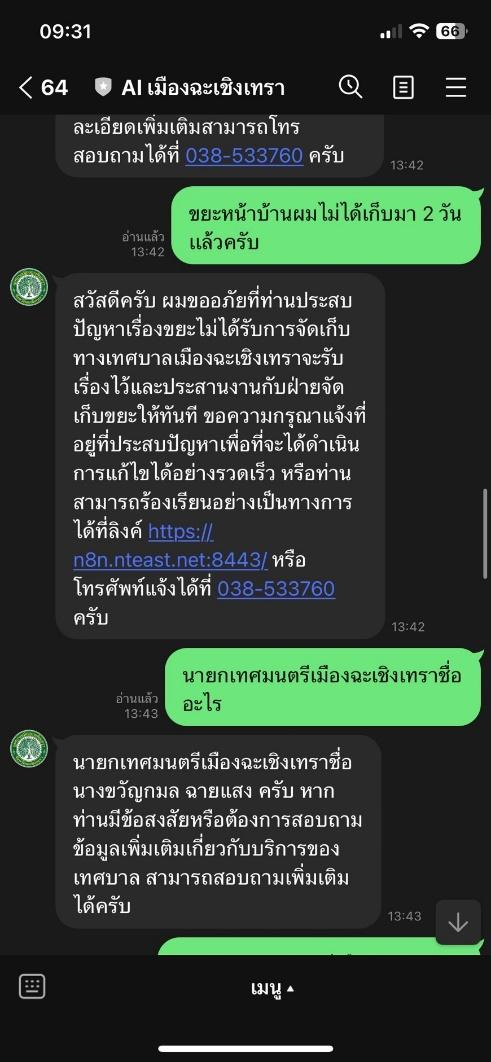 09:31
66
64
AI เมืองฉะเชิงเทรา
ละเอียดเพิ่มเติมสามารถโทร
สอบถามได้ที่ 038-533760 ครับ
13:42
ขยะหน้าบ้านผมไม่ได้เก็บมา 2 วัน
แล้วครับ
อ่านแล้ว
13:42
สวัสดีครับ ผมขออภัยที่ท่านประสบ
ปัญหาเรื่องขยะไม่ได้รับการจัดเก็บ
ทางเทศบาลเมืองฉะเชิงเทราจะรับ
เรื่องไว้และประสานงานกับฝ่ายจัด
เก็บขยะให้ทันที ขอความกรุณาแจ้งที่
อยู่ที่ประสบปัญหาเพื่อที่จะได้ดำเนิน
การแก้ไขได้อย่างรวดเร็ว หรือท่าน
สามารถร้องเรียนอย่างเป็นทางการ
ได้ที่ลิงค์ https://
n8n.nteast.net:8443/ หรือ
โทรศัพท์แจ้งได้ที่ 038-533760
ครับ
13:42
นายกเทศมนตรีเมืองฉะเชิงเทราชื่อ
อะไร
อ่านแล้ว
13:43
นายกเทศมนตรีเมืองฉะเชิงเทราชื่อ
นางขวัญกมล ฉายแสง ครับ หาก
ท่านมีข้อสงสัยหรือต้องการสอบถาม
ข้อมูลเพิ่มเติมเกี่ยวกับบริการของ
เทศบาล สามารถสอบถามเพิ่มเติม
ได้ครับ
13:43
เมนู